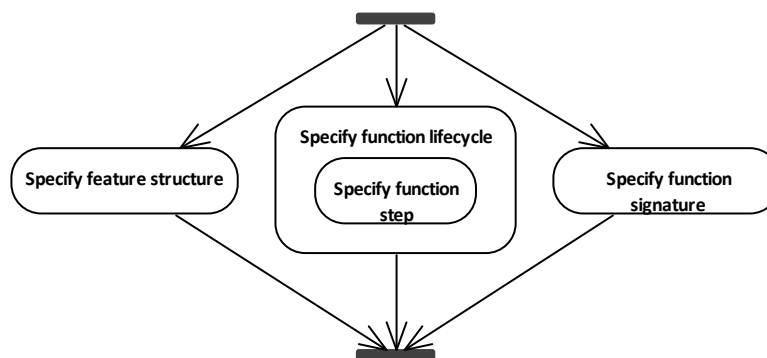 Specify function lifecycle
Specify feature structure
Specify function
step
Specify function
signature